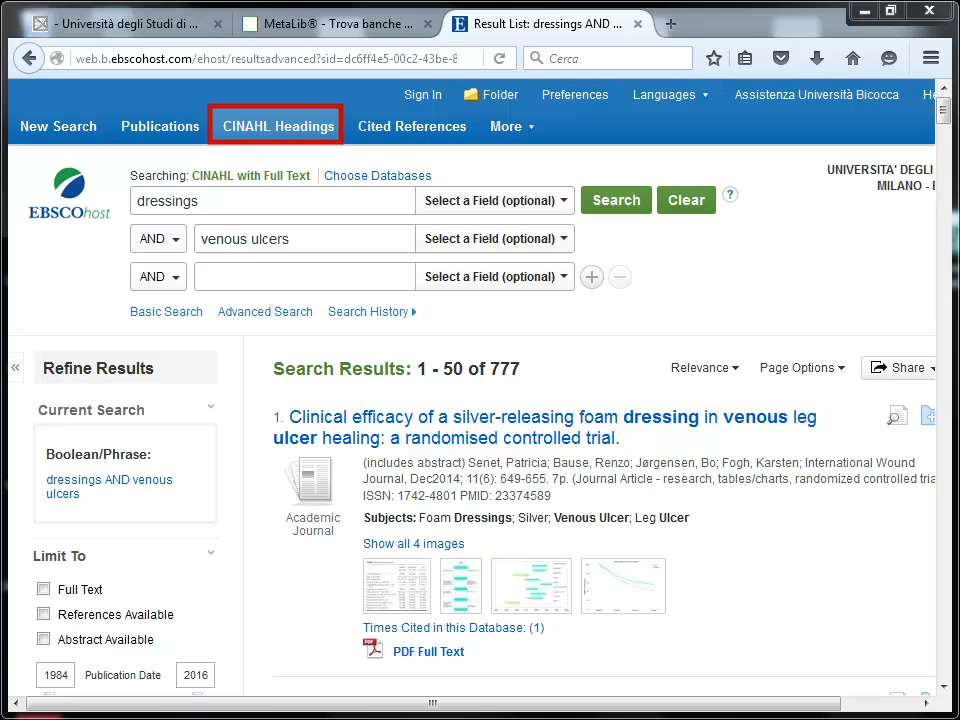 - Università degli Studi di ...
MetaLib® - Trova banche ...
Result List: dressings AND ...
web.b.ebscohost.com/ehost/resultsadvanced?sid=dc6ff4e5-00c2-43be-8
Cerca
Sign In
Folder
Preferences
Languages
Assistenza Università Bicocca
He
New Search
Publications
CINAHL Headings
Cited References
More
Searching: CINAHL with Full Text
Choose Databases
UNIVERSITA' DEGLI
MILANO -
EBSCOhost
dressings
Select a Field (optional)
Search
Clear
?
AND
venous ulcers
Select a Field (optional)
AND
Select a Field (optional)
Basic Search
Advanced Search
Search History
Refine Results
Search Results: 1 - 50 of 777
Relevance
Page Options
Share
Current Search
Boolean/Phrase:
dressings AND venous
ulcers
1. Clinical efficacy of a silver-releasing foam dressing in venous leg
ulcer healing: a randomised controlled trial.
(includes abstract) Senet, Patricia; Bause, Renzo; Jørgensen, Bo; Fogh, Karsten; International Wound
Journal, Dec2014; 11(6): 649-655. 7p. (Journal Article - research, tables/charts, randomized controlled tria
ISSN: 1742-4801 PMID: 23374589
Academic
Journal
Subjects: Foam Dressings; Silver; Venous Ulcer; Leg Ulcer
Show all 4 images
Times Cited in this Database: (1)
PDF Full Text
Limit To
Full Text
References Available
Abstract Available
1984
Publication Date
2016